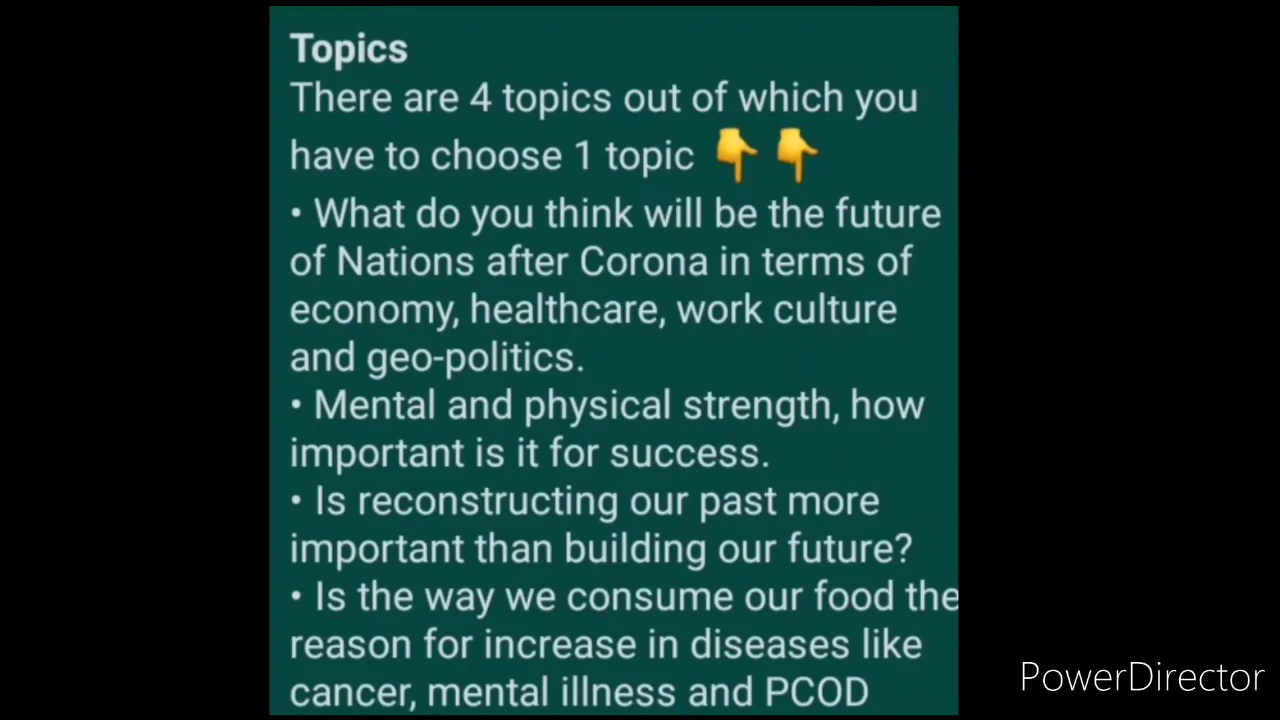 Topics
There are 4 topics out of which you
have to choose 1 topic 👇👇
• What do you think will be the future
of Nations after Corona in terms of
economy, healthcare, work culture
and geo-politics.
• Mental and physical strength, how
important is it for success.
• Is reconstructing our past more
important than building our future?
• Is the way we consume our food the
reason for increase in diseases like
cancer, mental illness and PCOD
PowerDirector